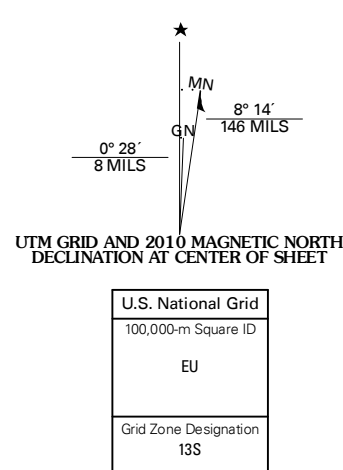 ★
MN
8° 14´
146 MILS
GN
0° 28´
8 MILS
UTM GRID AND 2010 MAGNETIC NORTH
DECLINATION AT CENTER OF SHEET
U.S. National Grid
100,000-m Square ID
EU
Grid Zone Designation
13S